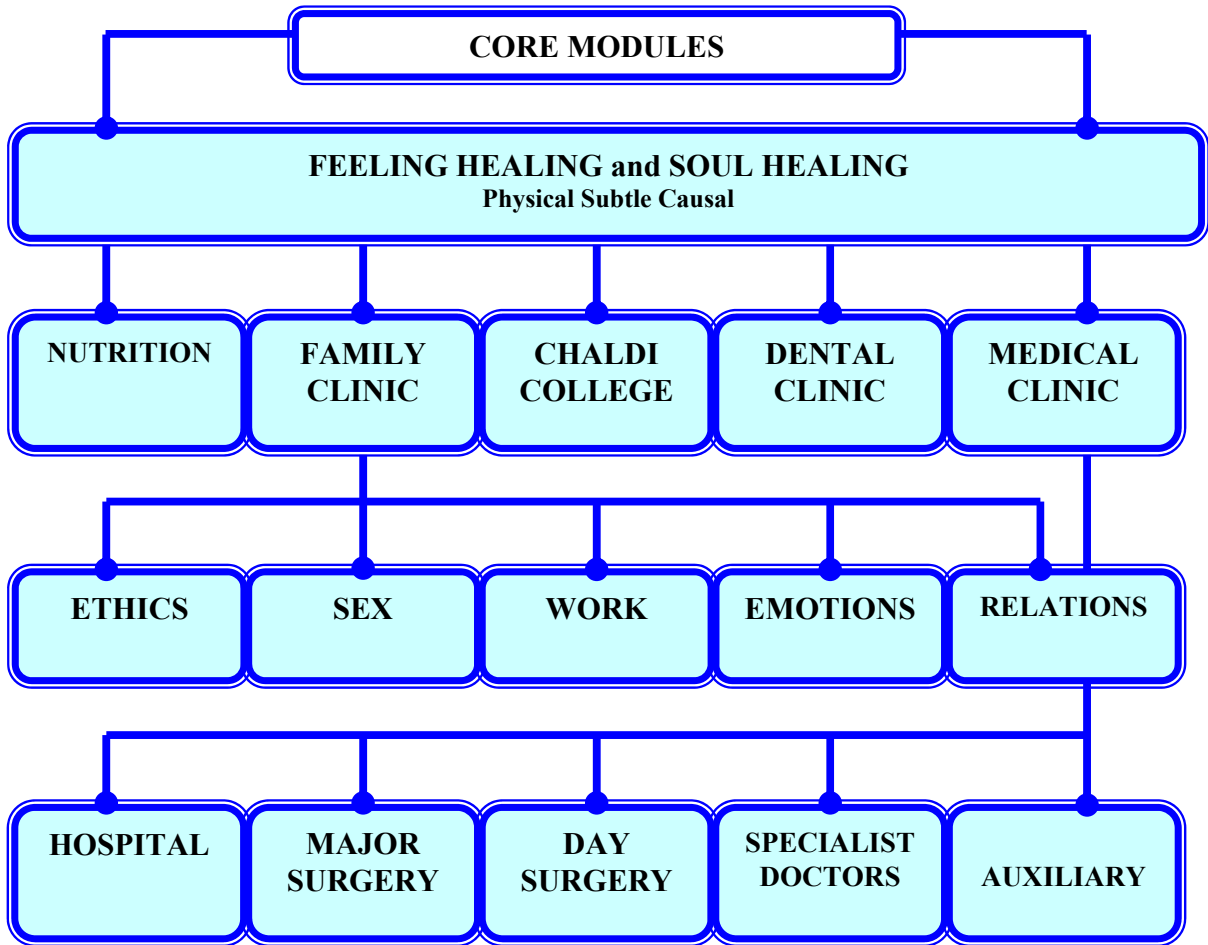 CORE MODULES
FEELING HEALING and SOUL HEALING
Physical Subtle Causal
NUTRITION
FAMILY
CLINIC
CHALDI
COLLEGE
DENTAL
CLINIC
MEDICAL
CLINIC
ETHICS
SEX
WORK
EMOTIONS
RELATIONS
HOSPITAL
MAJOR
SURGERY
DAY
SURGERY
SPECIALIST
DOCTORS
AUXILIARY